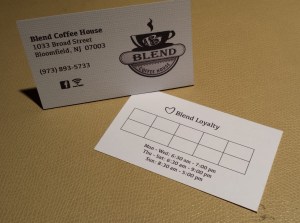 Blend Coffee House
1033 Broad Street
Bloomfield, NJ 07003
(973) 893-5733
BLEND
Blend Loyalty
Mon - Wed: 6:30 am - 7:00 pm
Thu - Sat: 6:30 am - 9:00 pm
Sun: 8:30 am - 5:00 pm